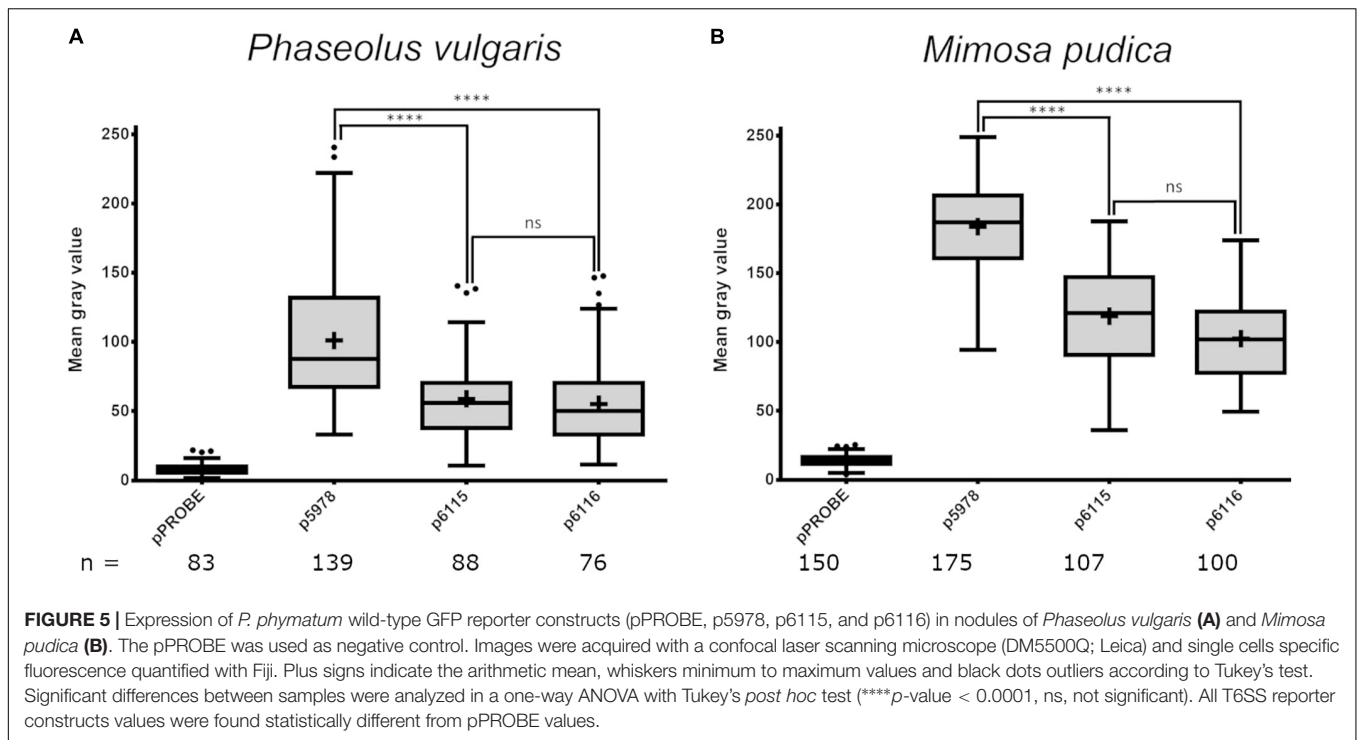 A
Phaseolus vulgaris
****
****
ns
Mean gray value
250
200
150
100
50
0
pPROBE
p5978
p6115
p6116
n = 83 139 88 76
B
Mimosa pudica
****
****
ns
Mean gray value
250
200
150
100
50
0
pPROBE
p5978
p6115
p6116
150 175 107 100
FIGURE 5 | Expression of P. phymatum wild-type GFP reporter constructs (pPROBE, p5978, p6115, and p6116) in nodules of Phaseolus vulgaris (A) and Mimosa
pudica (B). The pPROBE was used as negative control. Images were acquired with a confocal laser scanning microscope (DM5500Q; Leica) and single cells specific
fluorescence quantified with Fiji. Plus signs indicate the arithmetic mean, whiskers minimum to maximum values and black dots outliers according to Tukey's test.
Significant differences between samples were analyzed in a one-way ANOVA with Tukey's post hoc test (****p-value < 0.0001, ns, not significant). All T6SS reporter
constructs values were found statistically different from pPROBE values.